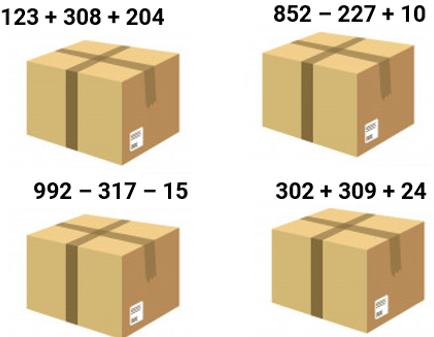 123 + 308 + 204
852 – 227 + 10
992 – 317 – 15
302 + 309 + 24